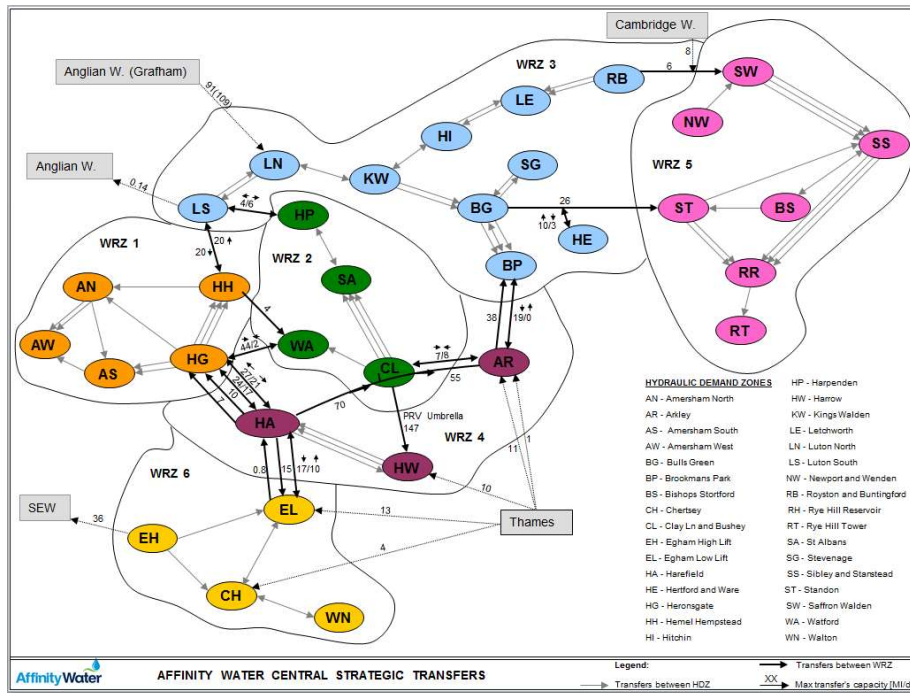 Cambridge W.
8
Anglian W. (Grafham)
WRZ 3
RB
6
SW
91(109)
LE
NW
HI
SS
LN
SG
WRZ 5
Anglian W.
KW
0.14
LS
4/6
HP
BG
26
ST
BS
10/3
HE
20
20
WRZ 1
WRZ 2
BP
RR
AN
HH
SA
4
38
19/0
RT
AW
44/2
WA
AS
HG
CL
7/8
AR
27/21
24/17
10
7
70
55
HA
PRV Umbrella
147
WRZ 4
11
1
HW
WRZ 6
0.8
15
17/10
10
SEW
36
EL
13
Thames
EH
4
CH
WN
HYDRAULIC DEMAND ZONES
AN - Amersham North
AR - Arkley
AS - Amersham South
AW - Amersham West
BG - Bulls Green
BP - Brookmans Park
BS - Bishops Stortford
CH - Chertsey
CL - Clay Ln and Bushey
EH - Egham High Lift
EL - Egham Low Lift
HA - Harefield
HE - Hertford and Ware
HG - Heronsgate
HH - Hemel Hempstead
HI - Hitchin
HP - Harpenden
HW - Harrow
KW - Kings Walden
LE - Letchworth
LN - Luton North
LS - Luton South
NW - Newport and Wenden
RB - Royston and Buntingford
RH - Rye Hill Reservoir
RT - Rye Hill Tower
SA - St Albans
SG - Stevenage
SS - Sibley and Stanstead
ST - Standon
SW - Saffron Walden
WA - Watford
WN - Walton
AffinityWater
AFFINITY WATER CENTRAL STRATEGIC TRANSFERS
Legend:
Transfers between WRZ
Transfers between HDZ
XX
Max transfer's capacity [Ml/d